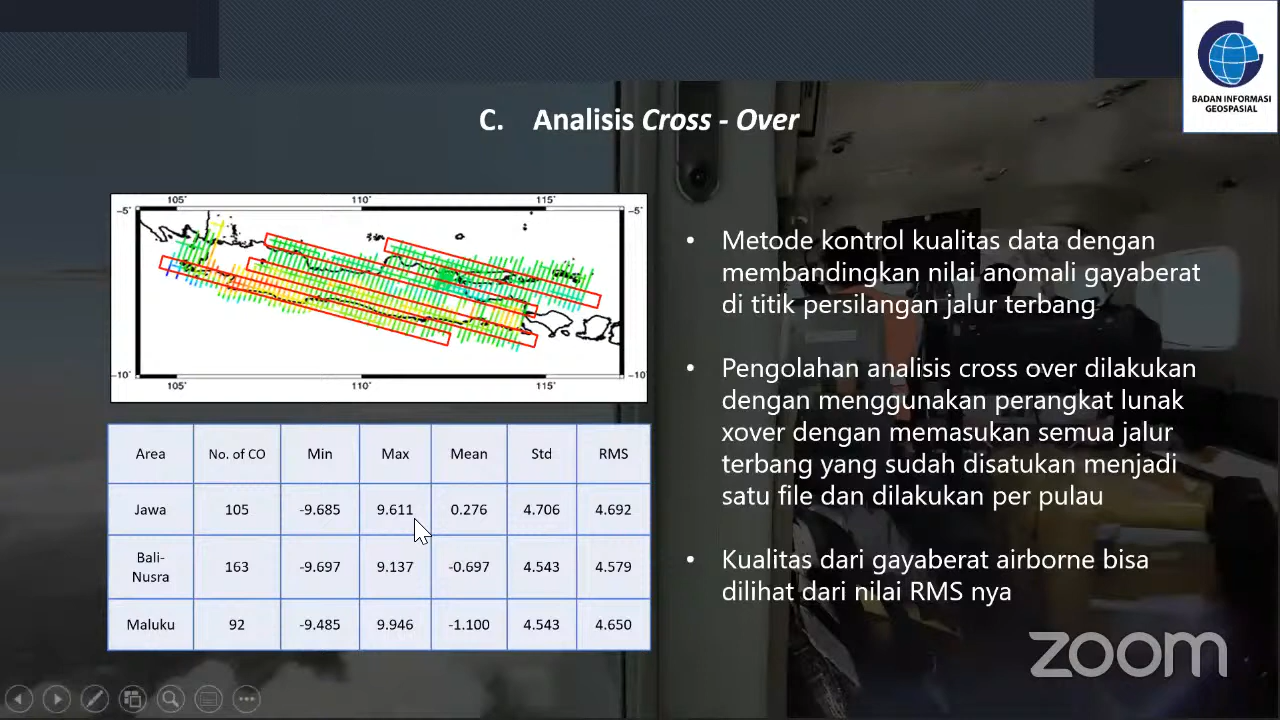 BADAN INFORMASI
GEOSPASIAL
C. Analisis Cross - Over
105° 110° 115°
-5° -5°
-10° -10°
105° 110° 115°
• Metode kontrol kualitas data dengan
membandingkan nilai anomali gayaberat
di titik persilangan jalur terbang
• Pengolahan analisis cross over dilakukan
dengan menggunakan perangkat lunak
xover dengan memasukan semua jalur
terbang yang sudah disatukan menjadi
satu file dan dilakukan per pulau
• Kualitas dari gayaberat airborne bisa
dilihat dari nilai RMS nya
Area No. of CO Min Max Mean Std RMS
Jawa 105 -9.685 9.611 0.276 4.706 4.692
Bali-
Nusra 163 -9.697 9.137 -0.697 4.543 4.579
Maluku 92 -9.485 9.946 -1.100 4.543 4.650
zoom